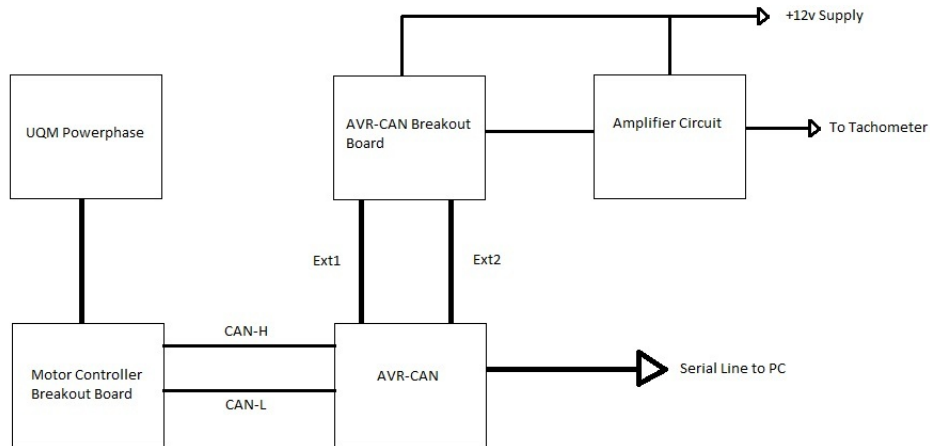 +12v Supply
UQM Powerphase
AVR-CAN Breakout
Board
Amplifier Circuit
To Tachometer
Ext1
Ext2
CAN-H
Motor Controller
Breakout Board
AVR-CAN
Serial Line to PC
CAN-L